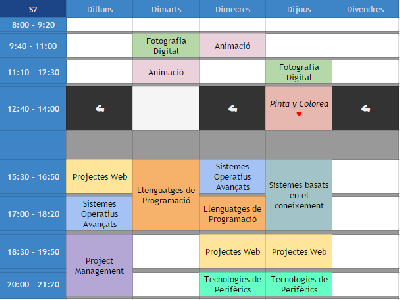 S2 Dilluns Dimarts Dimecres Dijous Divendres
8:00 - 9:20
9:40 - 11:00 Fotografia Digital Animació
11:10 - 12:30 Animació Fotografia Digital
12:40 - 14:00 Pinta y Colorea ♥
15:30 - 16:50 Projectes Web Llenguatges de Programació Sistemes Operatius Avançats Sistemes basats en el coneixement
17:00 - 18:20 Sistemes Operatius Avançats Llenguatges de Programació
18:30 - 19:50 Project Management Projectes Web Projectes Web
20:00 - 21:20 Tecnologies de Perifèrics Tecnologies de Perifèrics